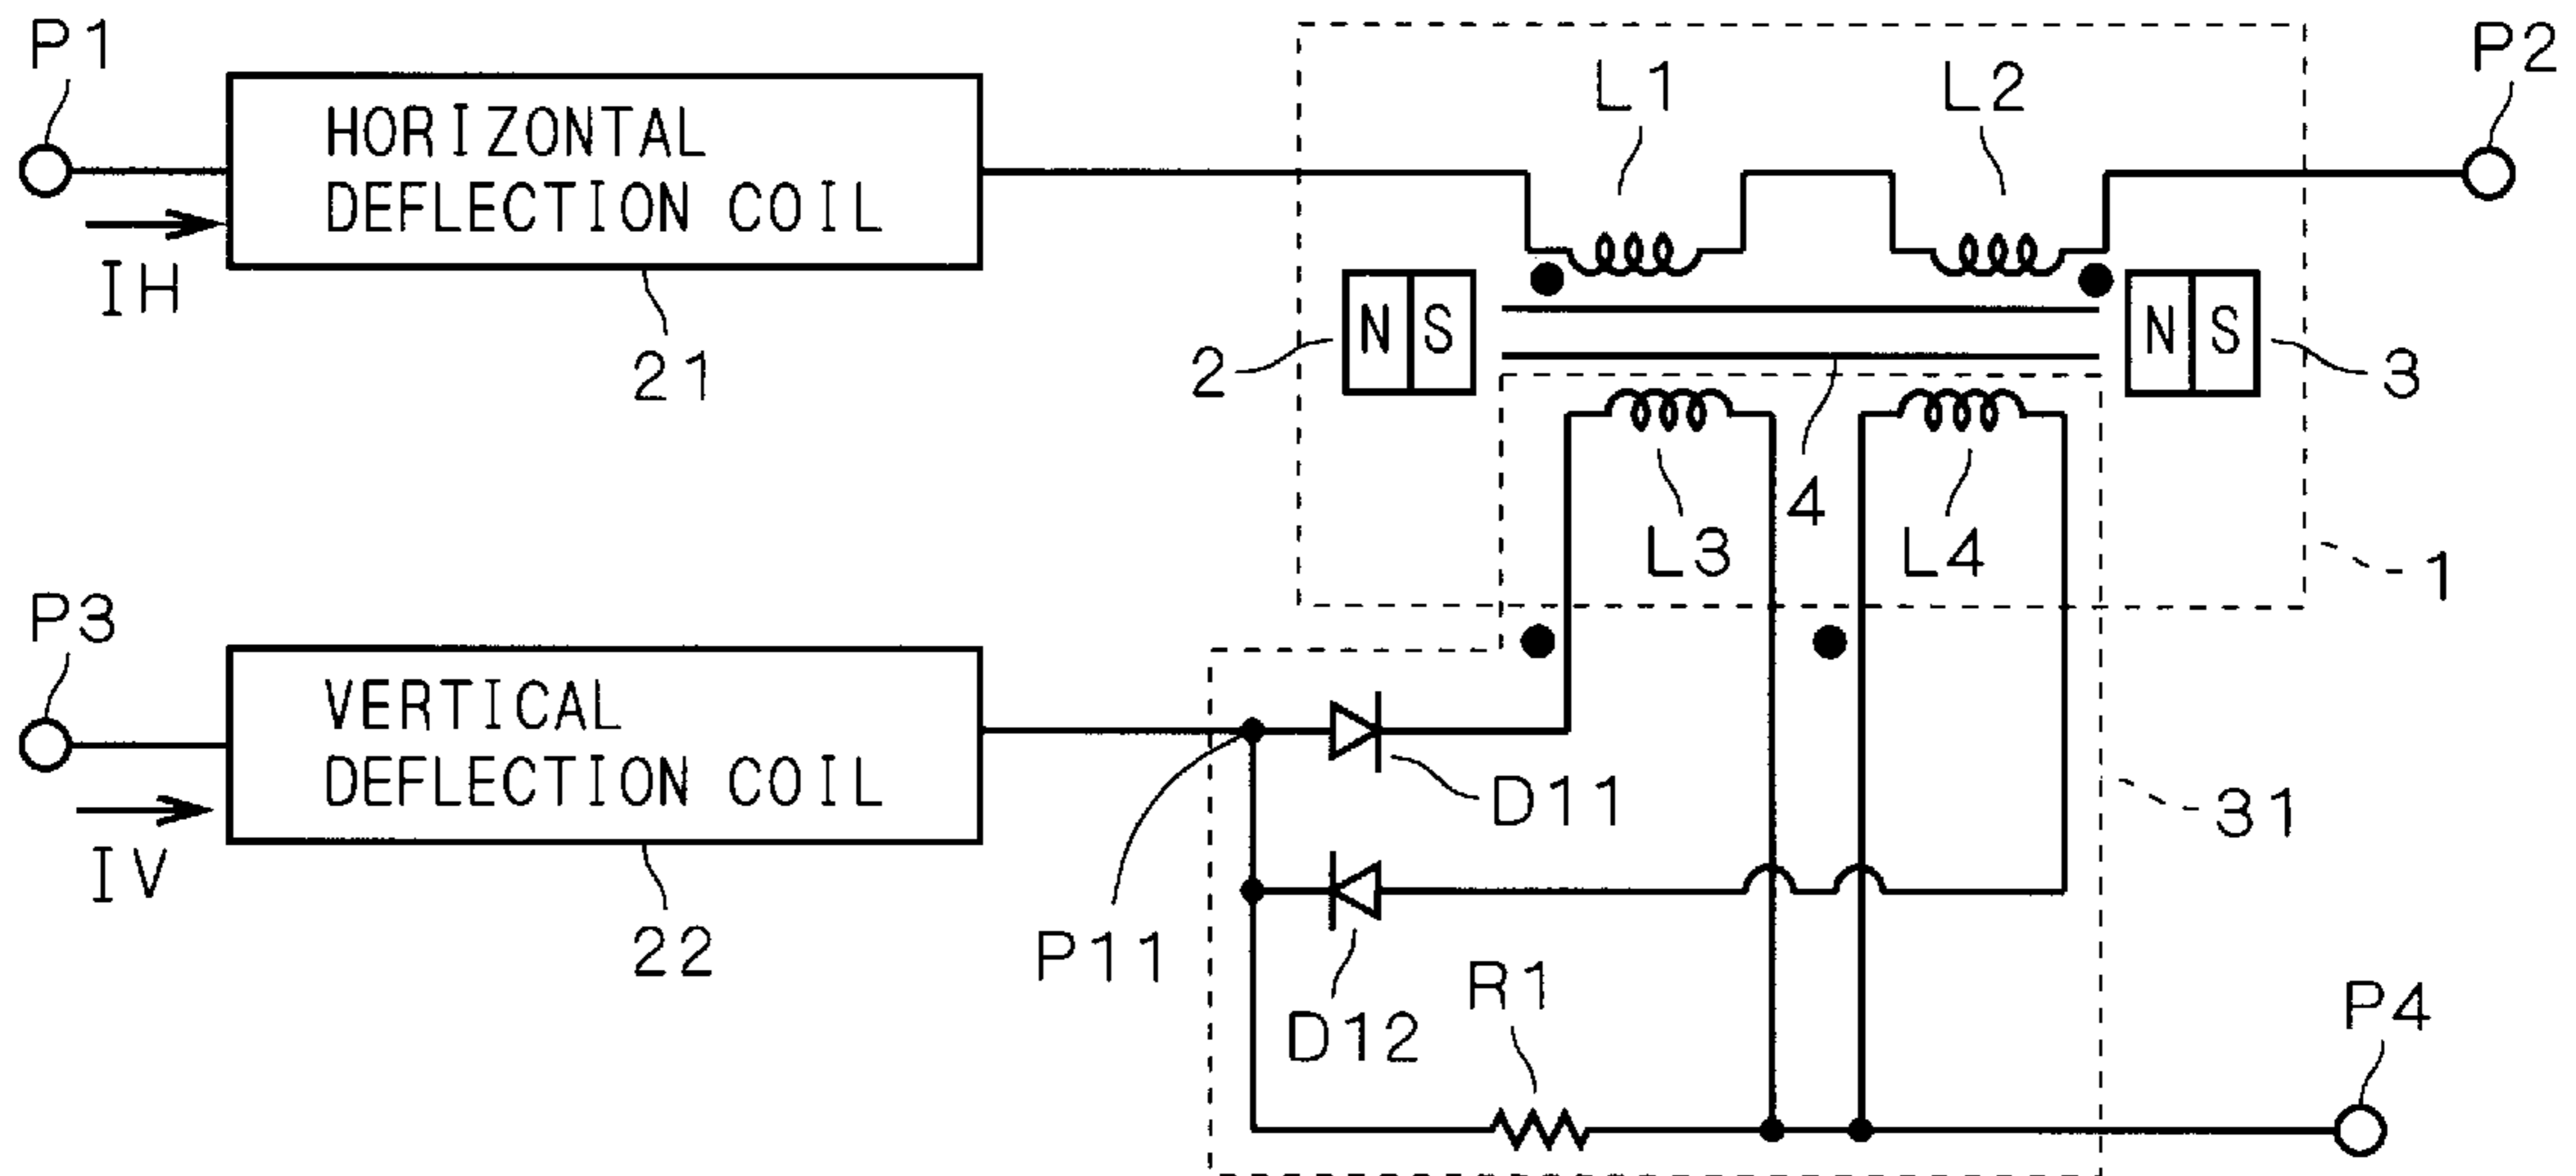 P1
HORIZONTAL
DEFLECTION COIL
IH
21
L1
L2
P2
2
N S
N S
3
4
L3
L4
1
P3
VERTICAL
DEFLECTION COIL
IV
22
P11
D11
D12
R1
31
P4